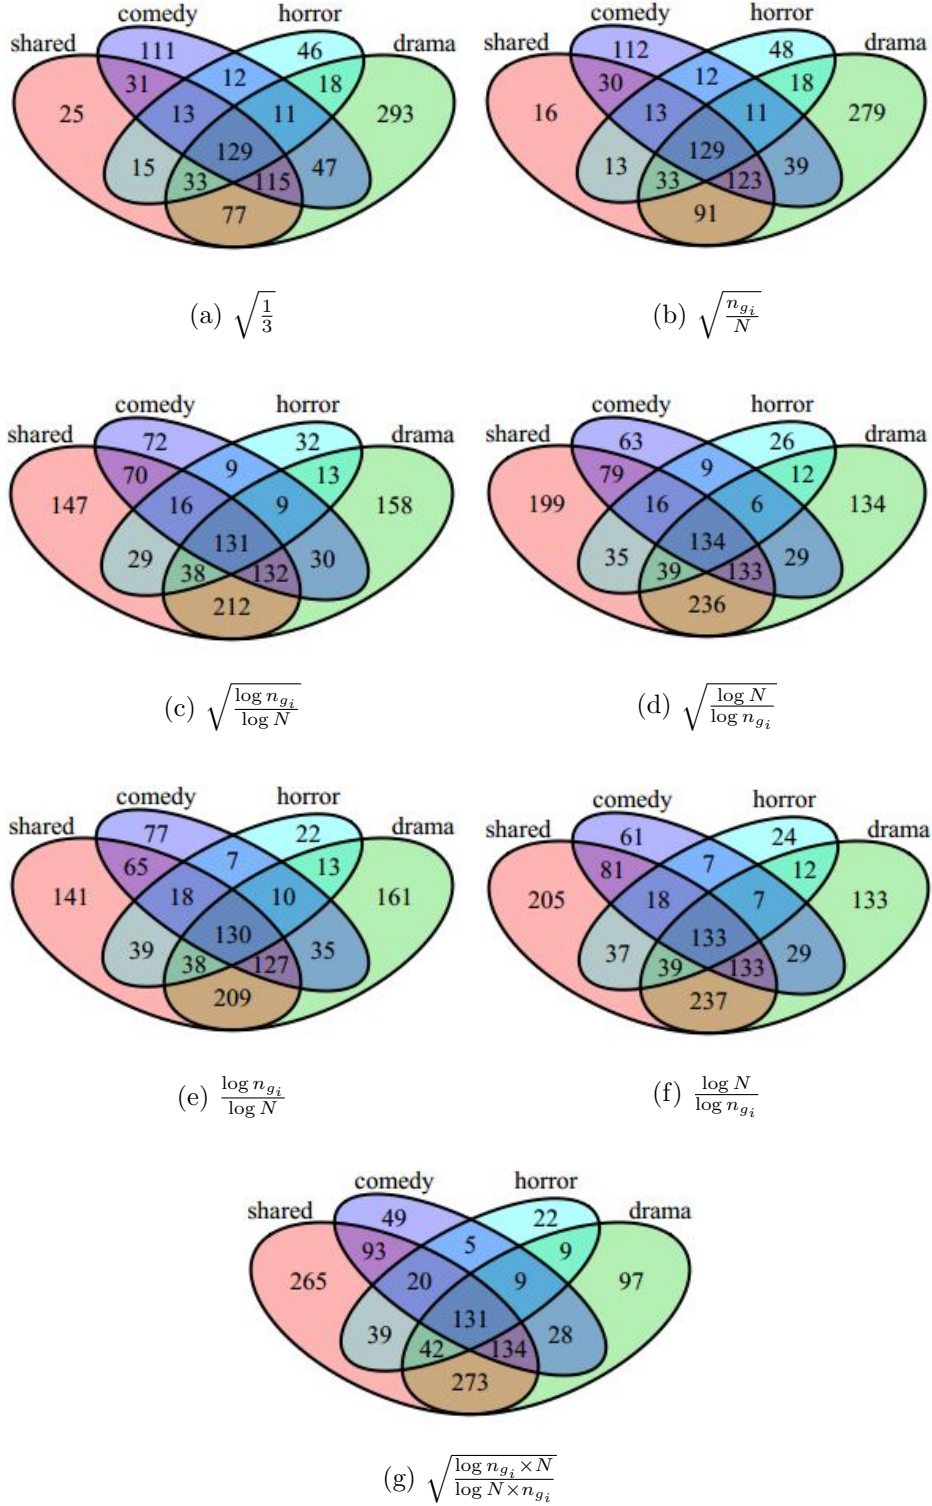 comedy horror comedy horror
shared drama shared drama
111 46 112 48
31 12 18 30 12 18
25 13 11 293 16 13 11 279
15 129 47 13 129 39
33 115 33 123
77 91
(a) √(1/3) (b) √(n_{g_i}/N)
comedy horror comedy horror
shared drama shared drama
72 32 63 26
70 9 13 79 9 12
147 16 9 158 199 16 6 134
29 131 30 35 134 29
38 132 39 133
212 236
(c) √(log n_{g_i}/log N) (d) √(log N/log n_{g_i})
comedy horror comedy horror
shared drama shared drama
77 22 61 24
65 7 13 81 7 12
141 18 10 161 205 18 7 133
39 130 35 37 133 29
38 127 39 133
209 237
(e) log n_{g_i}/log N (f) log N/log n_{g_i}
comedy horror
shared drama
49 22
93 5 9
265 20 9 97
39 131 28
42 134
273
(g) √(log n_{g_i} × N/log N × n_{g_i})